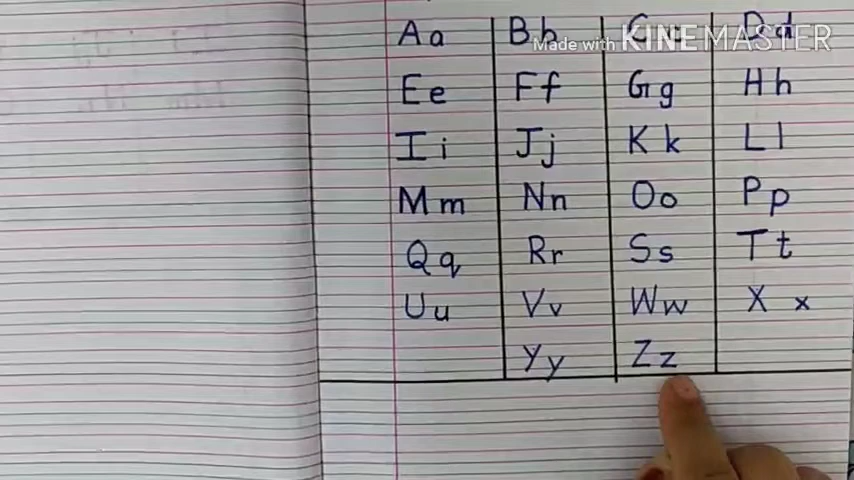 Aa Bb Cc Dd
Made with KINEMASTER
Ee Ff Gg Hh
Ii Jj Kk Ll
Mm Nn Oo Pp
Qq Rr Ss Tt
Uu Vv Ww Xx
Yy Zz